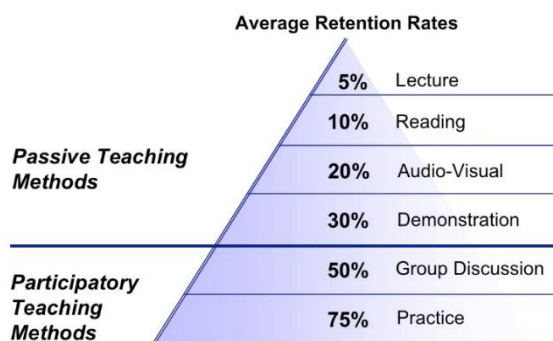 Average Retention Rates
5% Lecture
10% Reading
Passive Teaching
Methods
20% Audio-Visual
30% Demonstration
50% Group Discussion
Participatory
Teaching
Methods
75% Practice